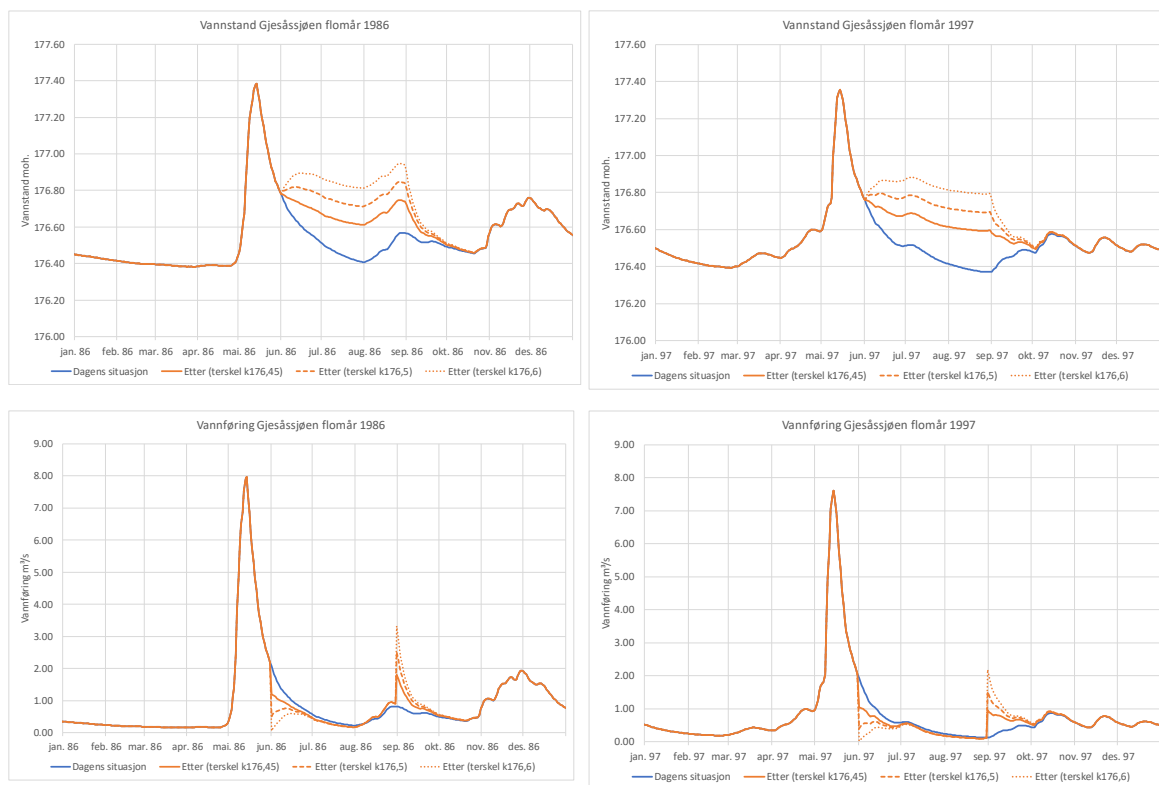 Vannstand Gjesåssjøen flomår 1986
177.60
177.40
177.20
177.00
176.80
176.60
176.40
176.20
176.00
Vannstand moh.
jan. 86 feb. 86 mar. 86 apr. 86 mai. 86 jun. 86 jul. 86 aug. 86 sep. 86 okt. 86 nov. 86 des. 86
Dagens situasjon Etter (terskel k176,45) Etter (terskel k176,5) Etter (terskel k176,6)
Vannstand Gjesåssjøen flomår 1997
177.60
177.40
177.20
177.00
176.80
176.60
176.40
176.20
176.00
Vannstand moh.
jan. 97 feb. 97 mar. 97 apr. 97 mai. 97 jun. 97 jul. 97 aug. 97 sep. 97 okt. 97 nov. 97 des. 97
Dagens situasjon Etter (terskel k176,45) Etter (terskel k176,5) Etter (terskel k176,6)
Vannføring Gjesåssjøen flomår 1986
9.00
8.00
7.00
6.00
5.00
4.00
3.00
2.00
1.00
0.00
Vannføring m³/s
jan. 86 feb. 86 mar. 86 apr. 86 mai. 86 jun. 86 jul. 86 aug. 86 sep. 86 okt. 86 nov. 86 des. 86
Dagens situasjon Etter (terskel k176,45) Etter (terskel k176,5) Etter (terskel k176,6)
Vannføring Gjesåssjøen flomår 1997
9.00
8.00
7.00
6.00
5.00
4.00
3.00
2.00
1.00
0.00
Vannføring m³/s
jan. 97 feb. 97 mar. 97 apr. 97 mai. 97 jun. 97 jul. 97 aug. 97 sep. 97 okt. 97 nov. 97 des. 97
Dagens situasjon Etter (terskel k176,45) Etter (terskel k176,5) Etter (terskel k176,6)